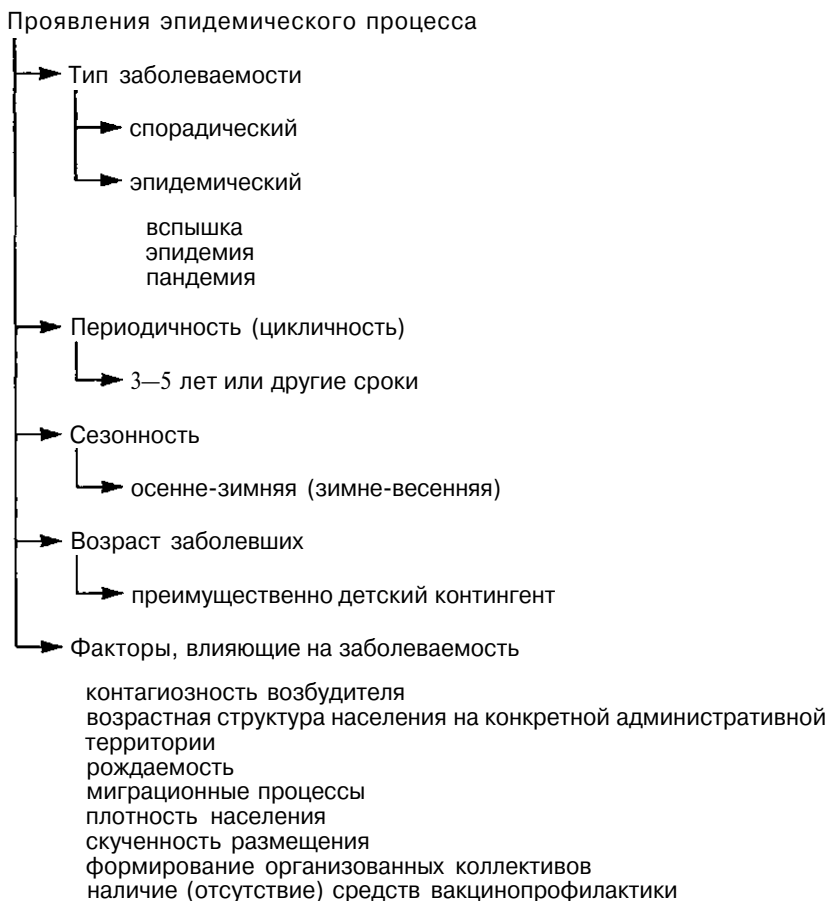 Проявления эпидемического процесса
Тип заболеваемости
спорадический
эпидемический
вспышка
эпидемия
пандемия
Периодичность (цикличность)
3—5 лет или другие сроки
Сезонность
осенне-зимняя (зимне-весенняя)
Возраст заболевших
преимущественно детский контингент
Факторы, влияющие на заболеваемость
контагиозность возбудителя
возрастная структура населения на конкретной административной
территории
рождаемость
миграционные процессы
плотность населения
скученность размещения
формирование организованных коллективов
наличие (отсутствие) средств вакцинопрофилактики